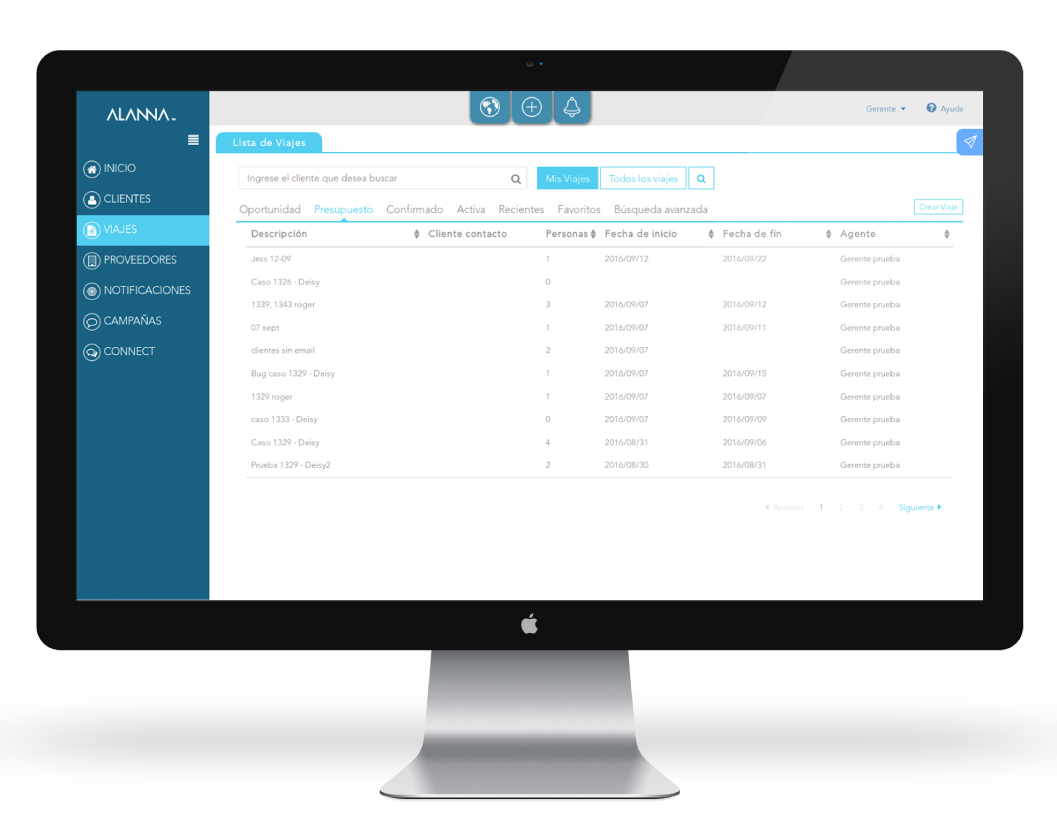 ALANNA
Gerente
Ayuda
Lista de Viajes
INICIO
CLIENTES
VIAJES
PROVEEDORES
NOTIFICACIONES
CAMPAÑAS
CONNECT
Ingrese el cliente que desea buscar
Mis Viajes Todos los viajes
Oportunidad Presupuesto Confirmado Activa Recientes Favoritos Búsqueda avanzada
Crear Viaje
Descripción Cliente contacto Personas Fecha de inicio Fecha de fin Agente
Jess 12-09 1 2016/09/12 2016/09/22 Gerente prueba
Caso 1326 - Deisy 0 Gerente prueba
1339, 1343 roger 3 2016/09/07 2016/09/12 Gerente prueba
07 sept 1 2016/09/07 2016/09/11 Gerente prueba
clientes sin email 2 2016/09/07 Gerente prueba
Bug caso 1329 - Deisy 1 2016/09/07 2016/09/15 Gerente prueba
1329 roger 1 2016/09/07 2016/09/07 Gerente prueba
caso 1333 - Deisy 0 2016/09/07 2016/09/09 Gerente prueba
Caso 1329 - Deisy 4 2016/08/31 2016/09/06 Gerente prueba
Prueba 1329 - Deisy2 2 2016/08/30 2016/08/31 Gerente prueba
Anterior 1 2 3 4 Siguiente